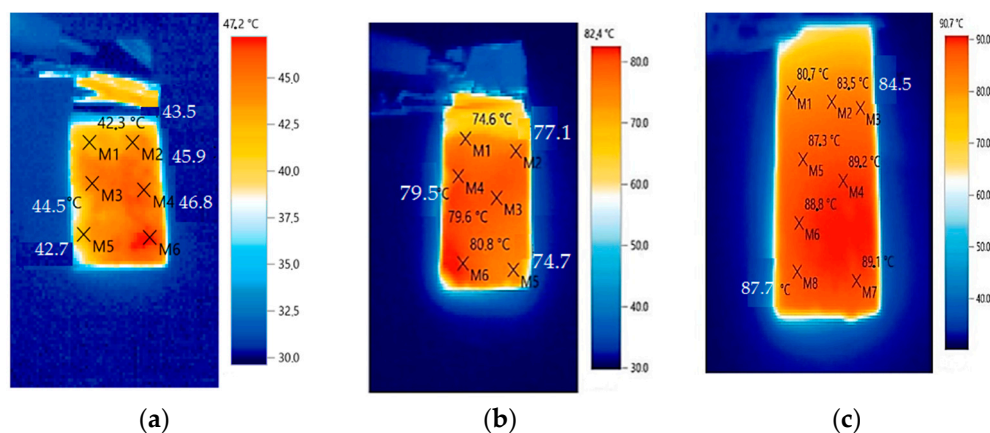 47.2 °C
45.0
42.5
40.0
37.5
35.0
32.5
30.0
43.5
42.3 °C
M1
M2
45.9
M3
44.5°C
M4
46.8
42.7
M5
M6
(a)
82.4 °C
80.0
70.0
60.0
50.0
40.0
30.0
74.6 °C
77.1
M1
M2
79.5°C
M4
M3
79.6 °C
80.8 °C
74.7
M6
M5
(b)
90.7 °C
90.0
80.0
70.0
60.0
50.0
40.0
80.7 °C
83.5 °C
84.5
M1
M2
M3
87.3 °C
M5
89.2 °C
M4
88.8 °C
M6
89.1 °C
M8
87.7 °C
M7
(c)